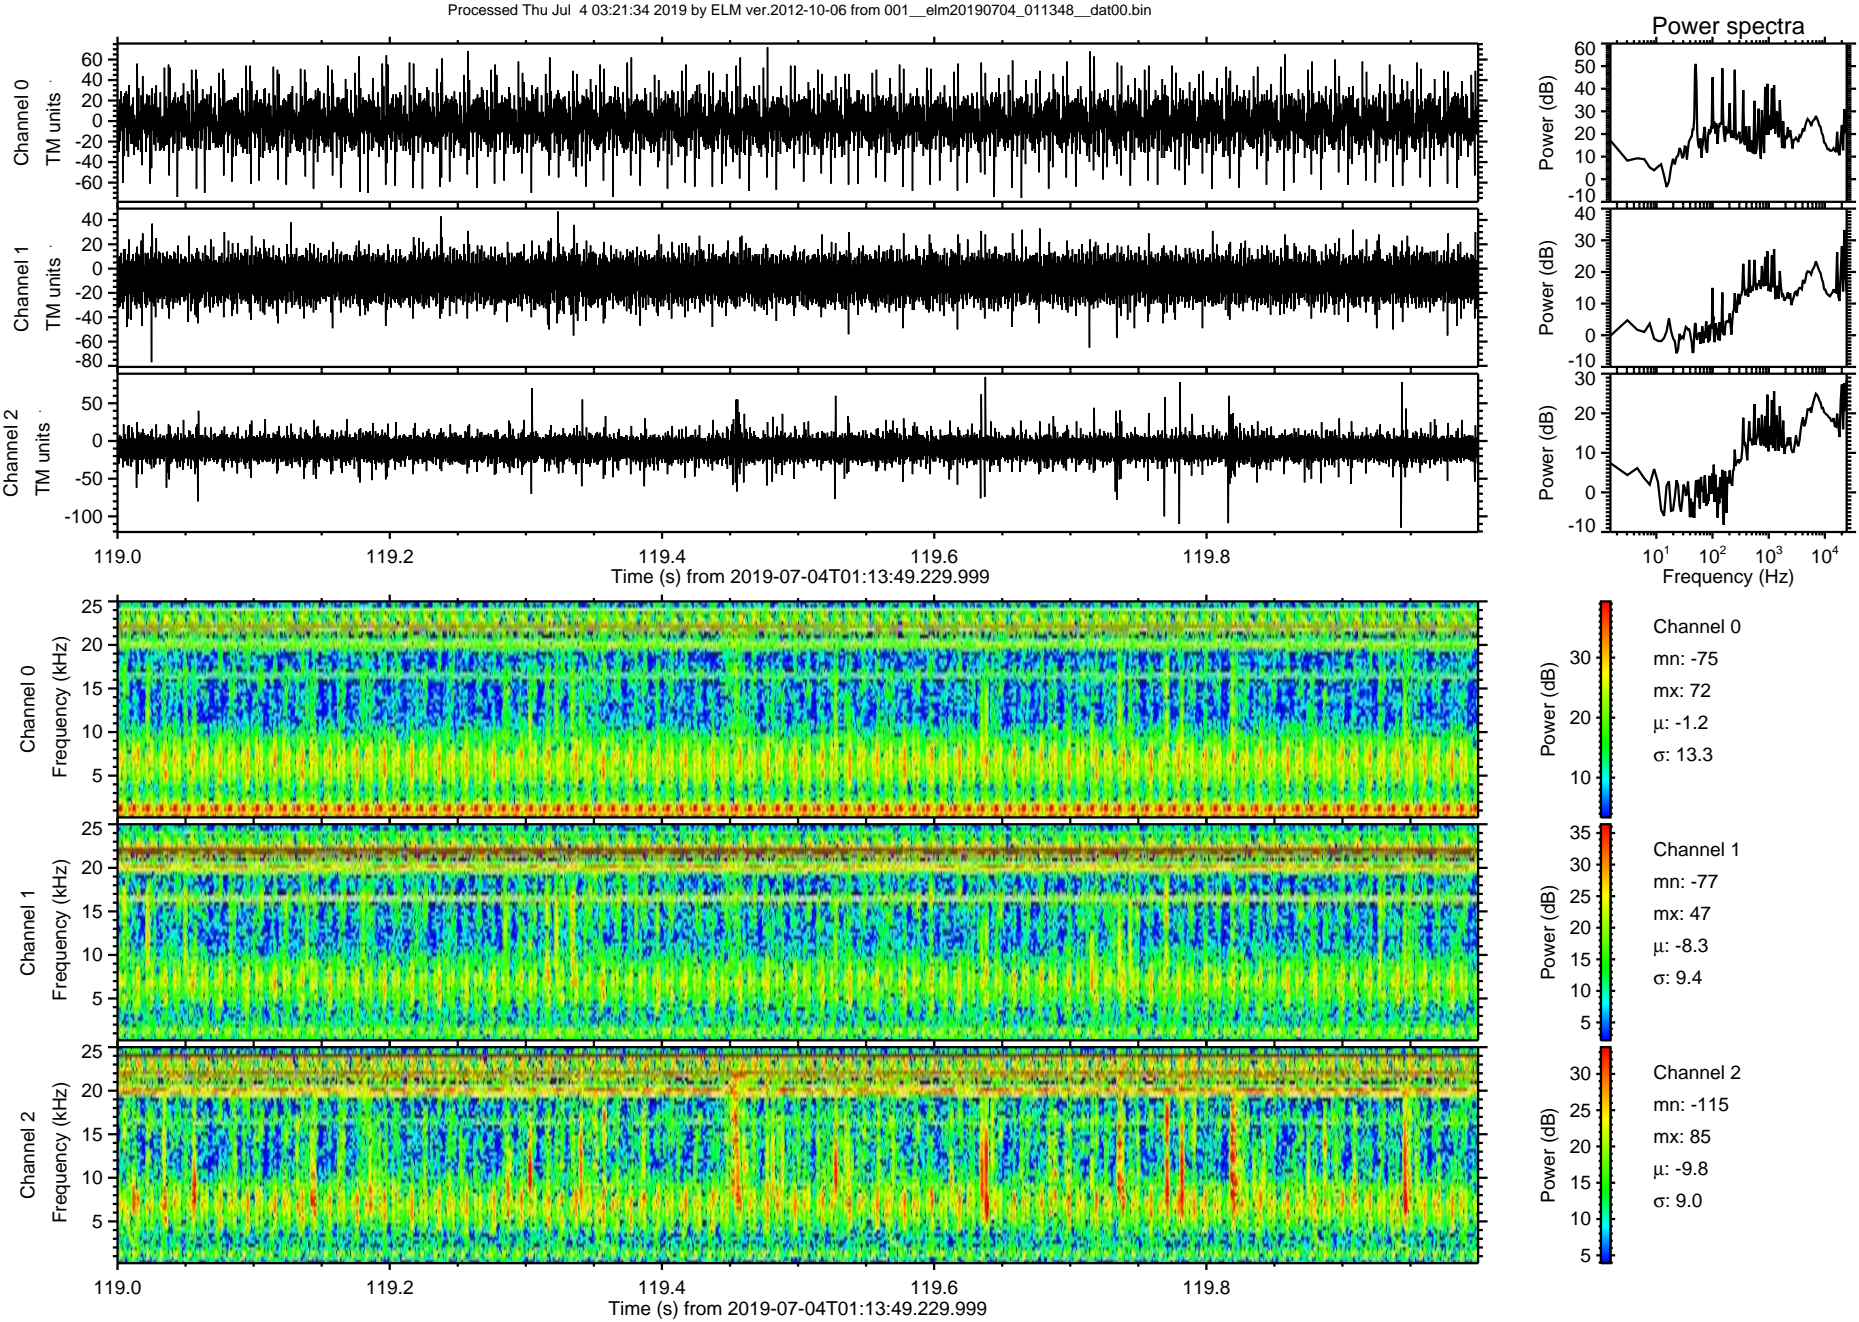 Processed Thu Jul  4 03:21:34 2019 by ELM ver.2012-10-06 from 001__elm20190704_011348__dat00.bin
Power spectra
Channel 0
TM units
60
40
20
0
-20
-40
-60
Power (dB)
60
50
40
30
20
10
0
-10
Channel 1
TM units
40
20
0
-20
-40
-60
-80
Power (dB)
40
30
20
10
0
-10
Channel 2
TM units
50
0
-50
-100
Power (dB)
30
20
10
0
-10
119.0 119.2 119.4 119.6 119.8
Time (s) from 2019-07-04T01:13:49.229.999
10¹ 10² 10³ 10⁴
Frequency (Hz)
Channel 0
Frequency (kHz)
25
20
15
10
5
Power (dB)
30
20
10
Channel 0
mn: -75
mx: 72
μ: -1.2
σ: 13.3
Channel 1
Frequency (kHz)
25
20
15
10
5
Power (dB)
35
30
25
20
15
10
5
Channel 1
mn: -77
mx: 47
μ: -8.3
σ: 9.4
Channel 2
Frequency (kHz)
25
20
15
10
5
Power (dB)
30
25
20
15
10
5
Channel 2
mn: -115
mx: 85
μ: -9.8
σ: 9.0
119.0 119.2 119.4 119.6 119.8
Time (s) from 2019-07-04T01:13:49.229.999